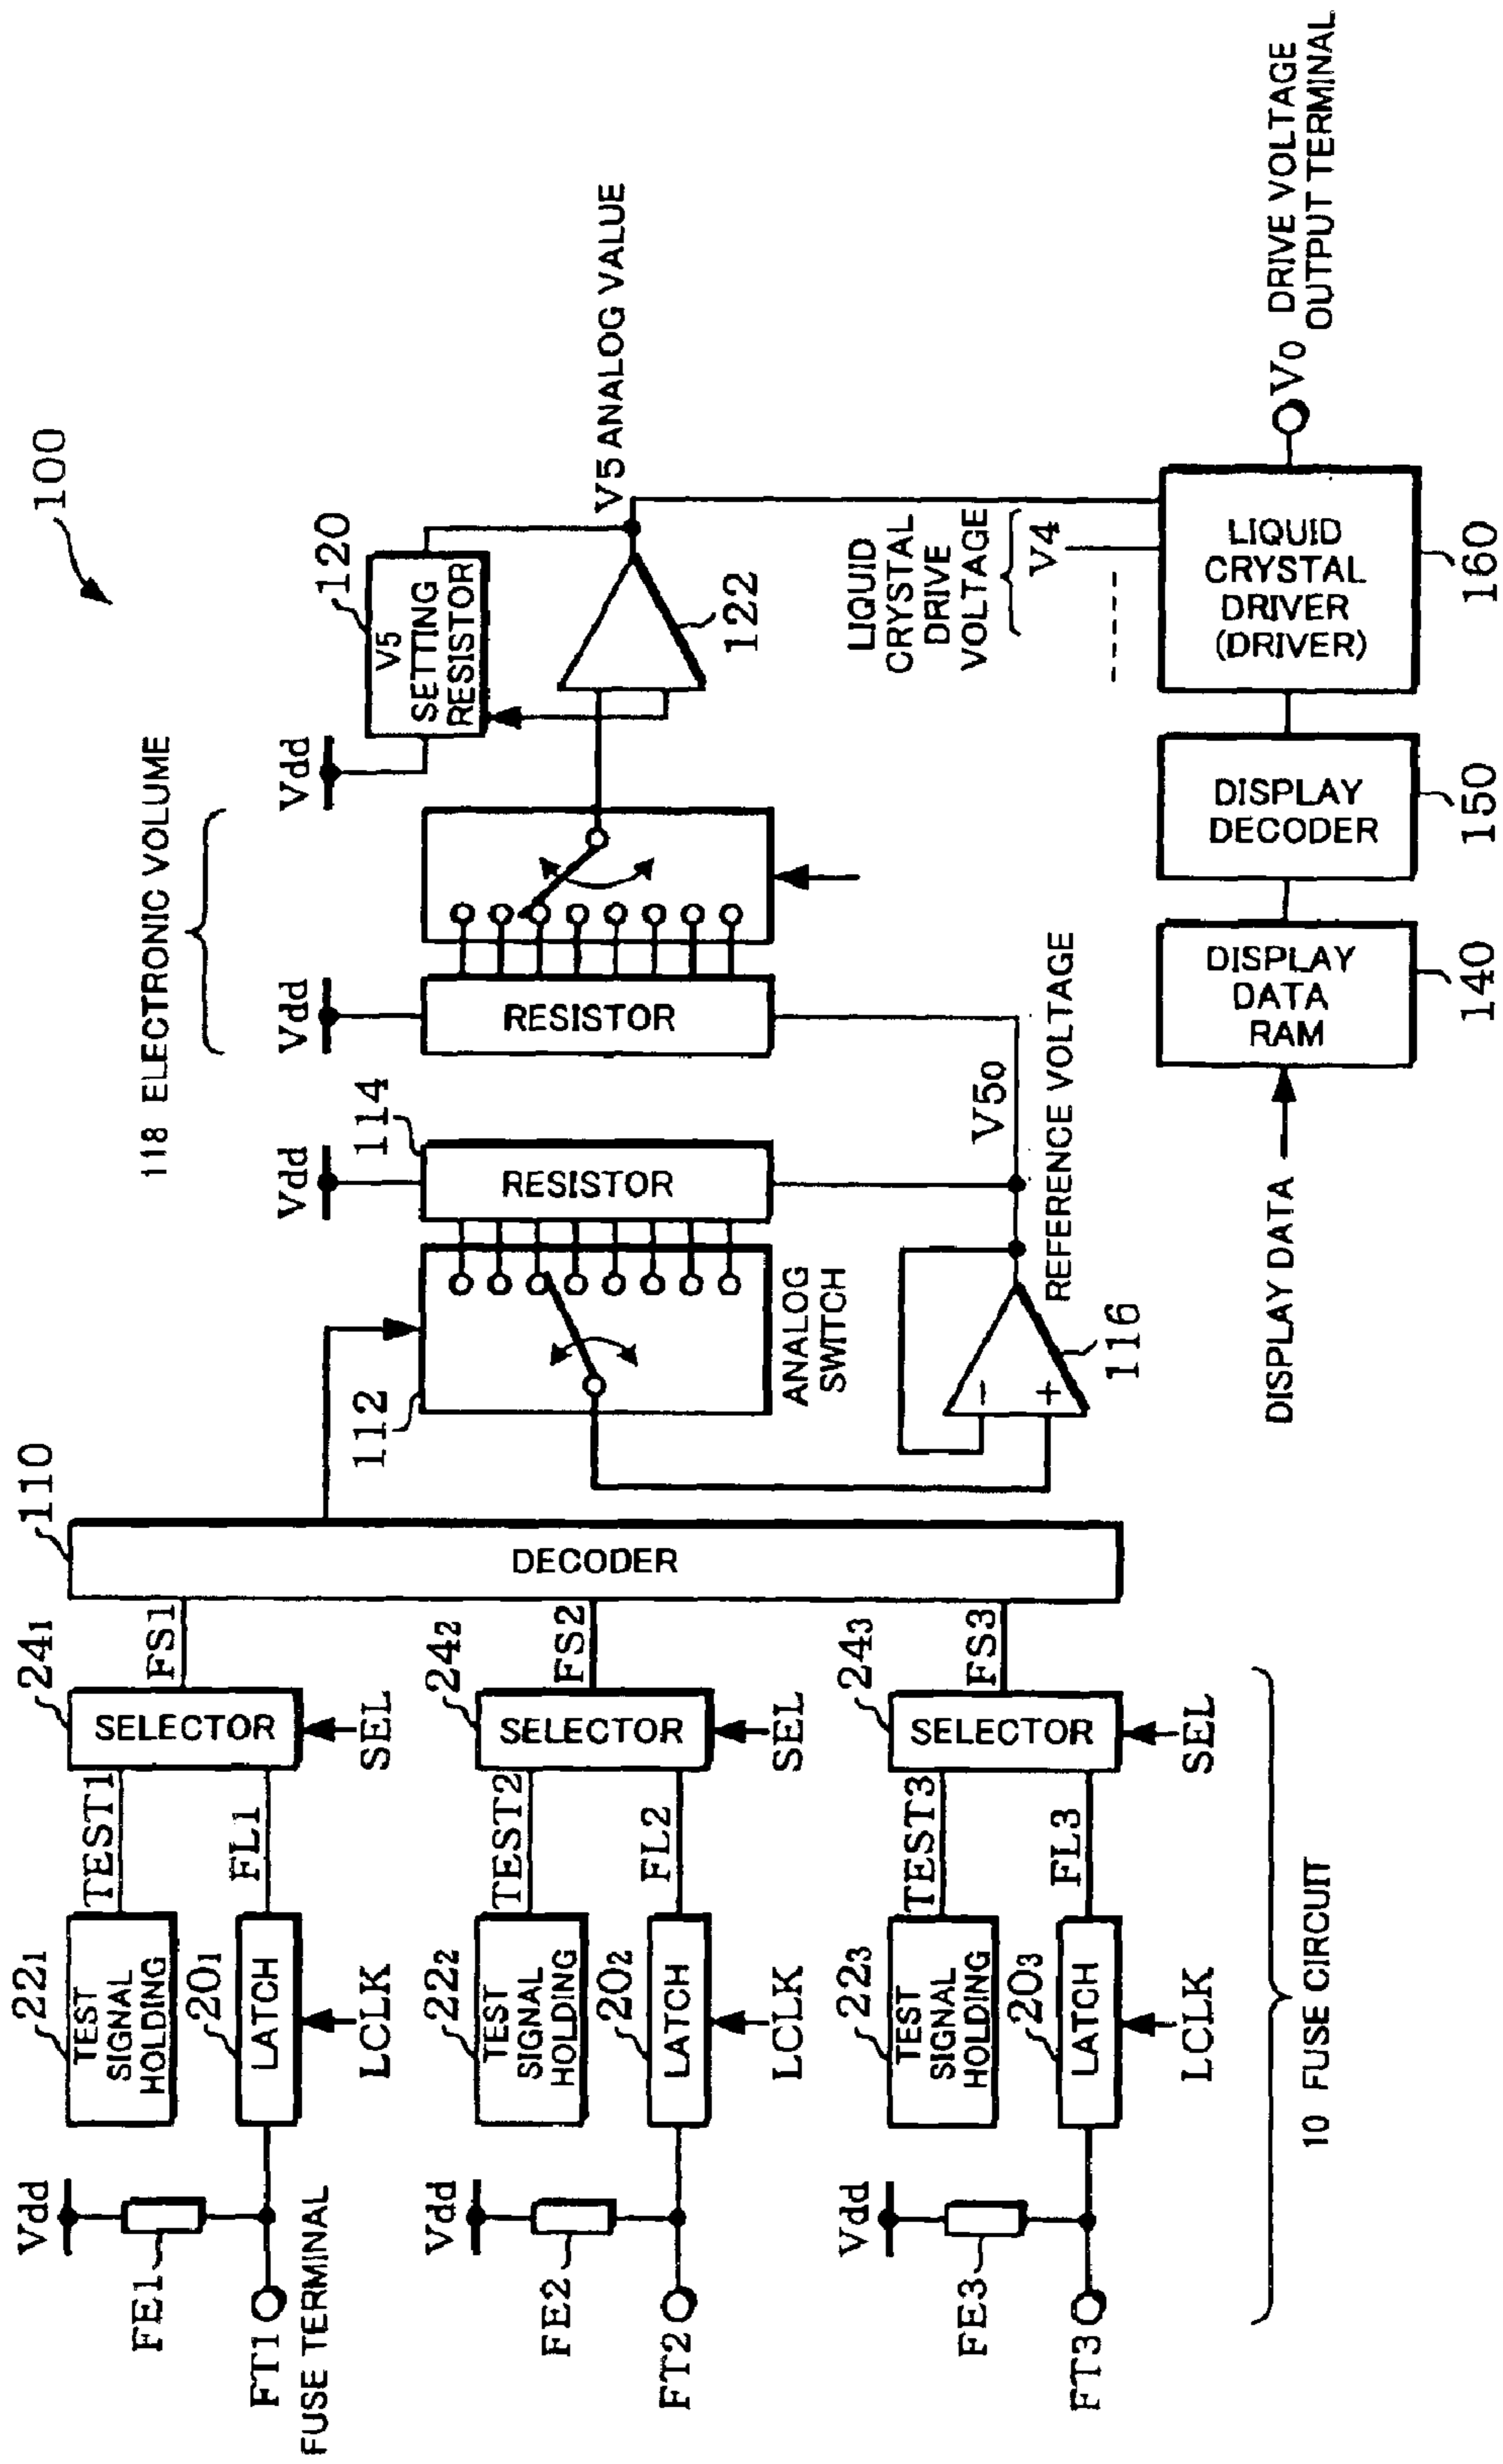 100
Vdd
FE1
FT1
FUSE TERMINAL
22₁
TEST
SIGNAL
HOLDING
20₁
LATCH
LCLK
TEST1
FL1
24₁
SELECTOR
SEL
FS1
Vdd
FE2
FT2
22₂
TEST
SIGNAL
HOLDING
20₂
LATCH
LCLK
TEST2
FL2
24₂
SELECTOR
SEL
FS2
Vdd
FE3
FT3
22₃
TEST
SIGNAL
HOLDING
20₃
LATCH
LCLK
TEST3
FL3
24₃
SELECTOR
SEL
FS3
10 FUSE CIRCUIT
110
DECODER
112
ANALOG
SWITCH
Vdd
114
RESISTOR
−
+
116
V50
REFERENCE VOLTAGE
118 ELECTRONIC VOLUME
Vdd
RESISTOR
Vdd
120
V5
SETTING
RESISTOR
122
V5 ANALOG VALUE
LIQUID
CRYSTAL
DRIVE
VOLTAGE
V4
DISPLAY DATA
DISPLAY
DATA
RAM
140
DISPLAY
DECODER
150
LIQUID
CRYSTAL
DRIVER
(DRIVER)
160
V0 DRIVE VOLTAGE
OUTPUT TERMINAL